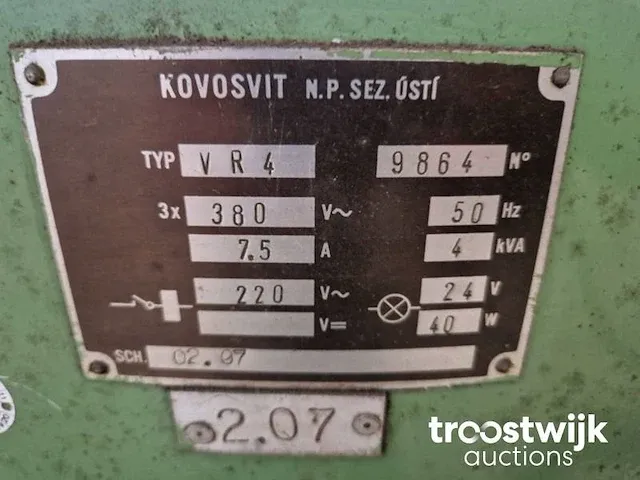 KOVOSVIT N.P. SEZ. ÚSTÍ
TYP VR4 9864 Nº
3x 380 V~ 50 Hz
7.5 A 4 kVA
220 V~ 24 V
V= 40 W
SCH. 02.07
2.07
troostwijk
auctions